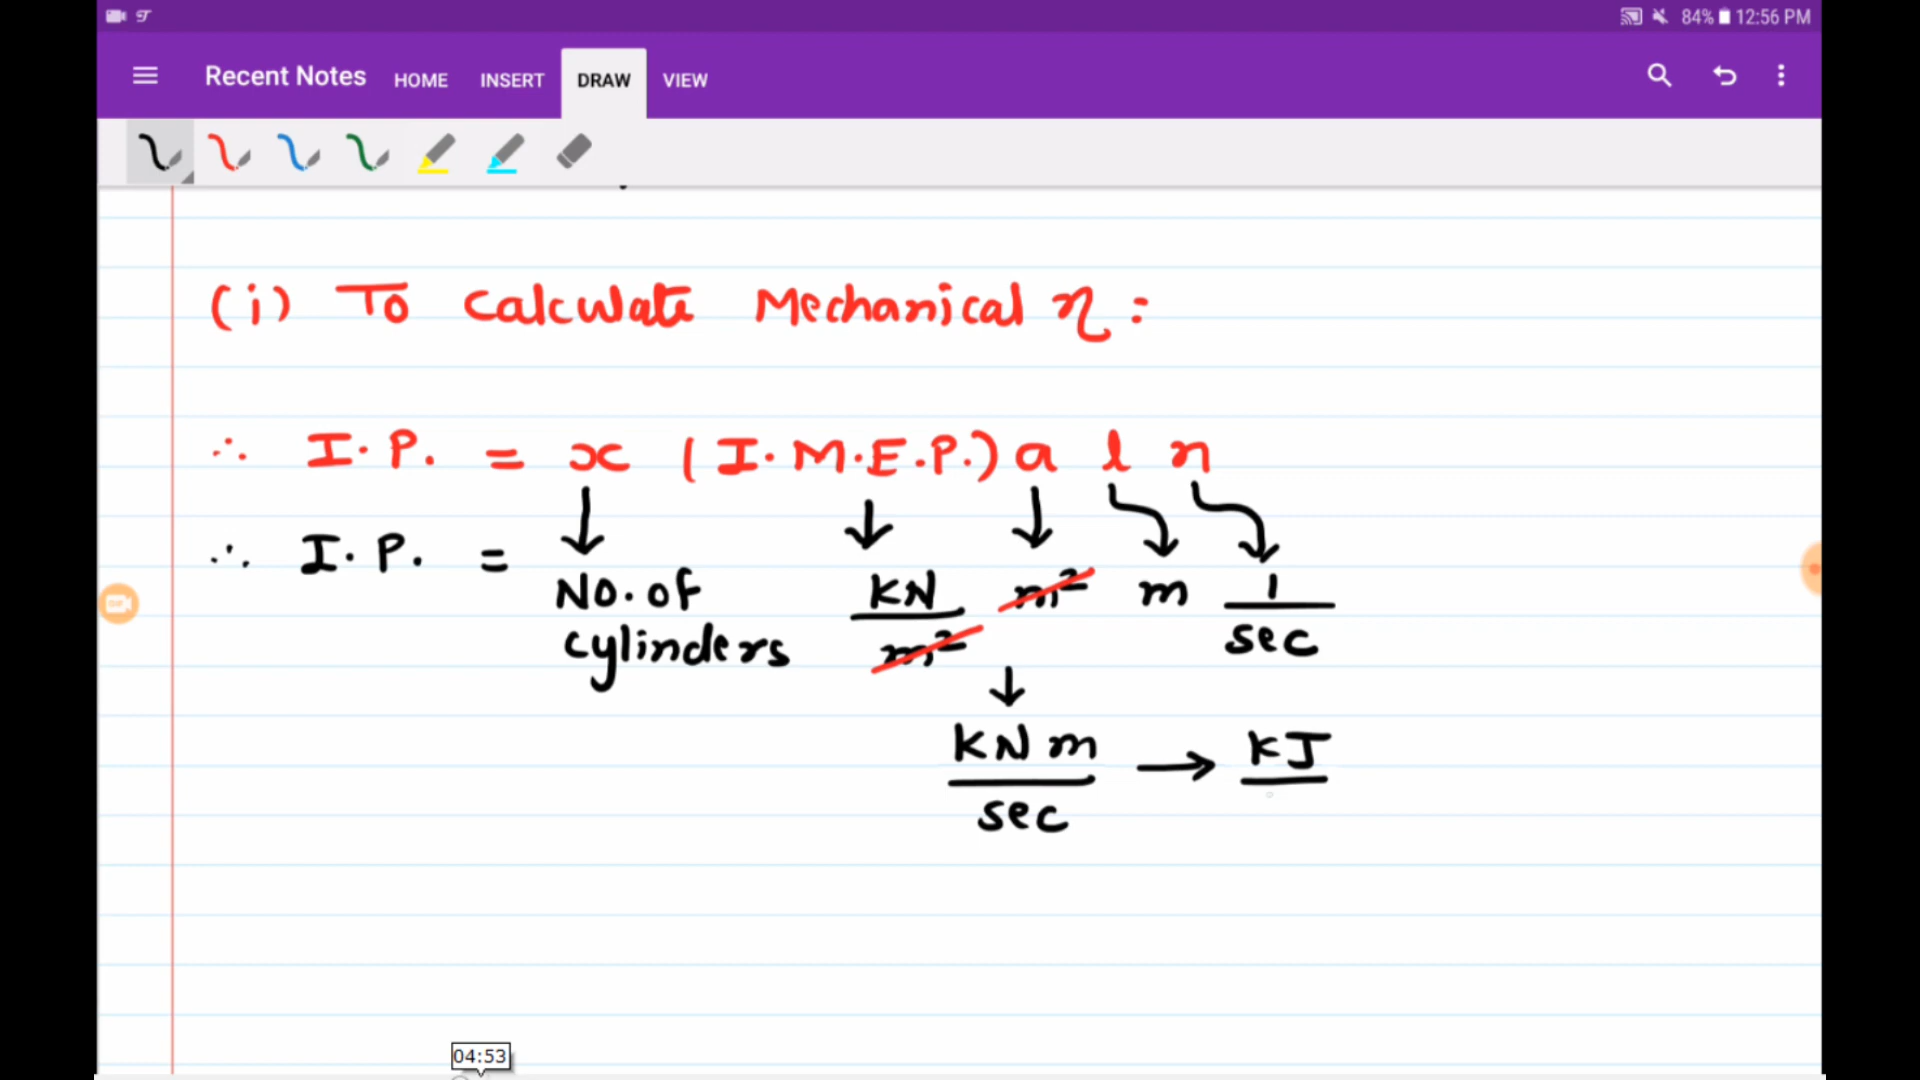 84% 12:56 PM
Recent Notes HOME INSERT DRAW VIEW
(i) To calculate Mechanical η :
∴ I.P. = x (I.M.E.P.) a l n
∴ I.P. =
No. of cylinders
kN / m² m² m 1 / sec
kN m / sec → kJ
04:53